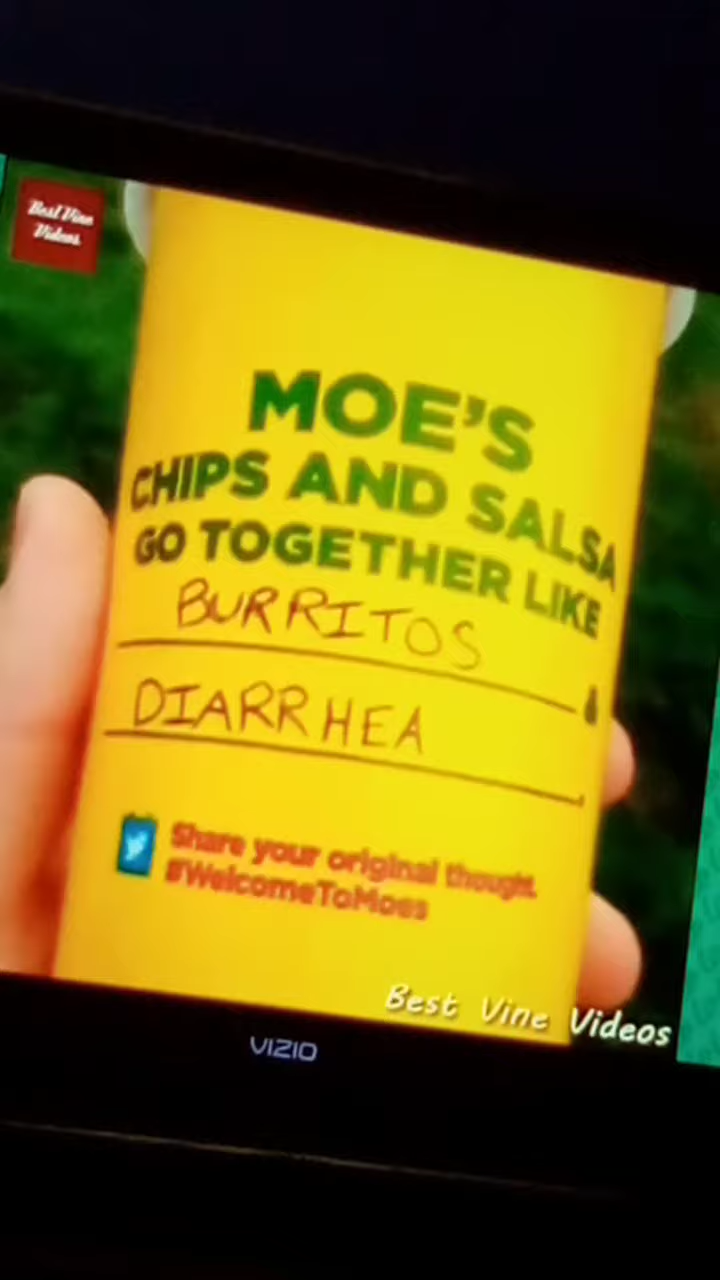 Best Vine
Videos
MOE'S
CHIPS AND SALSA
GO TOGETHER LIKE
BURRITOS
DIARRHEA
Share your original thought.
#WelcomeToMoes
Best Vine Videos
VIZIO